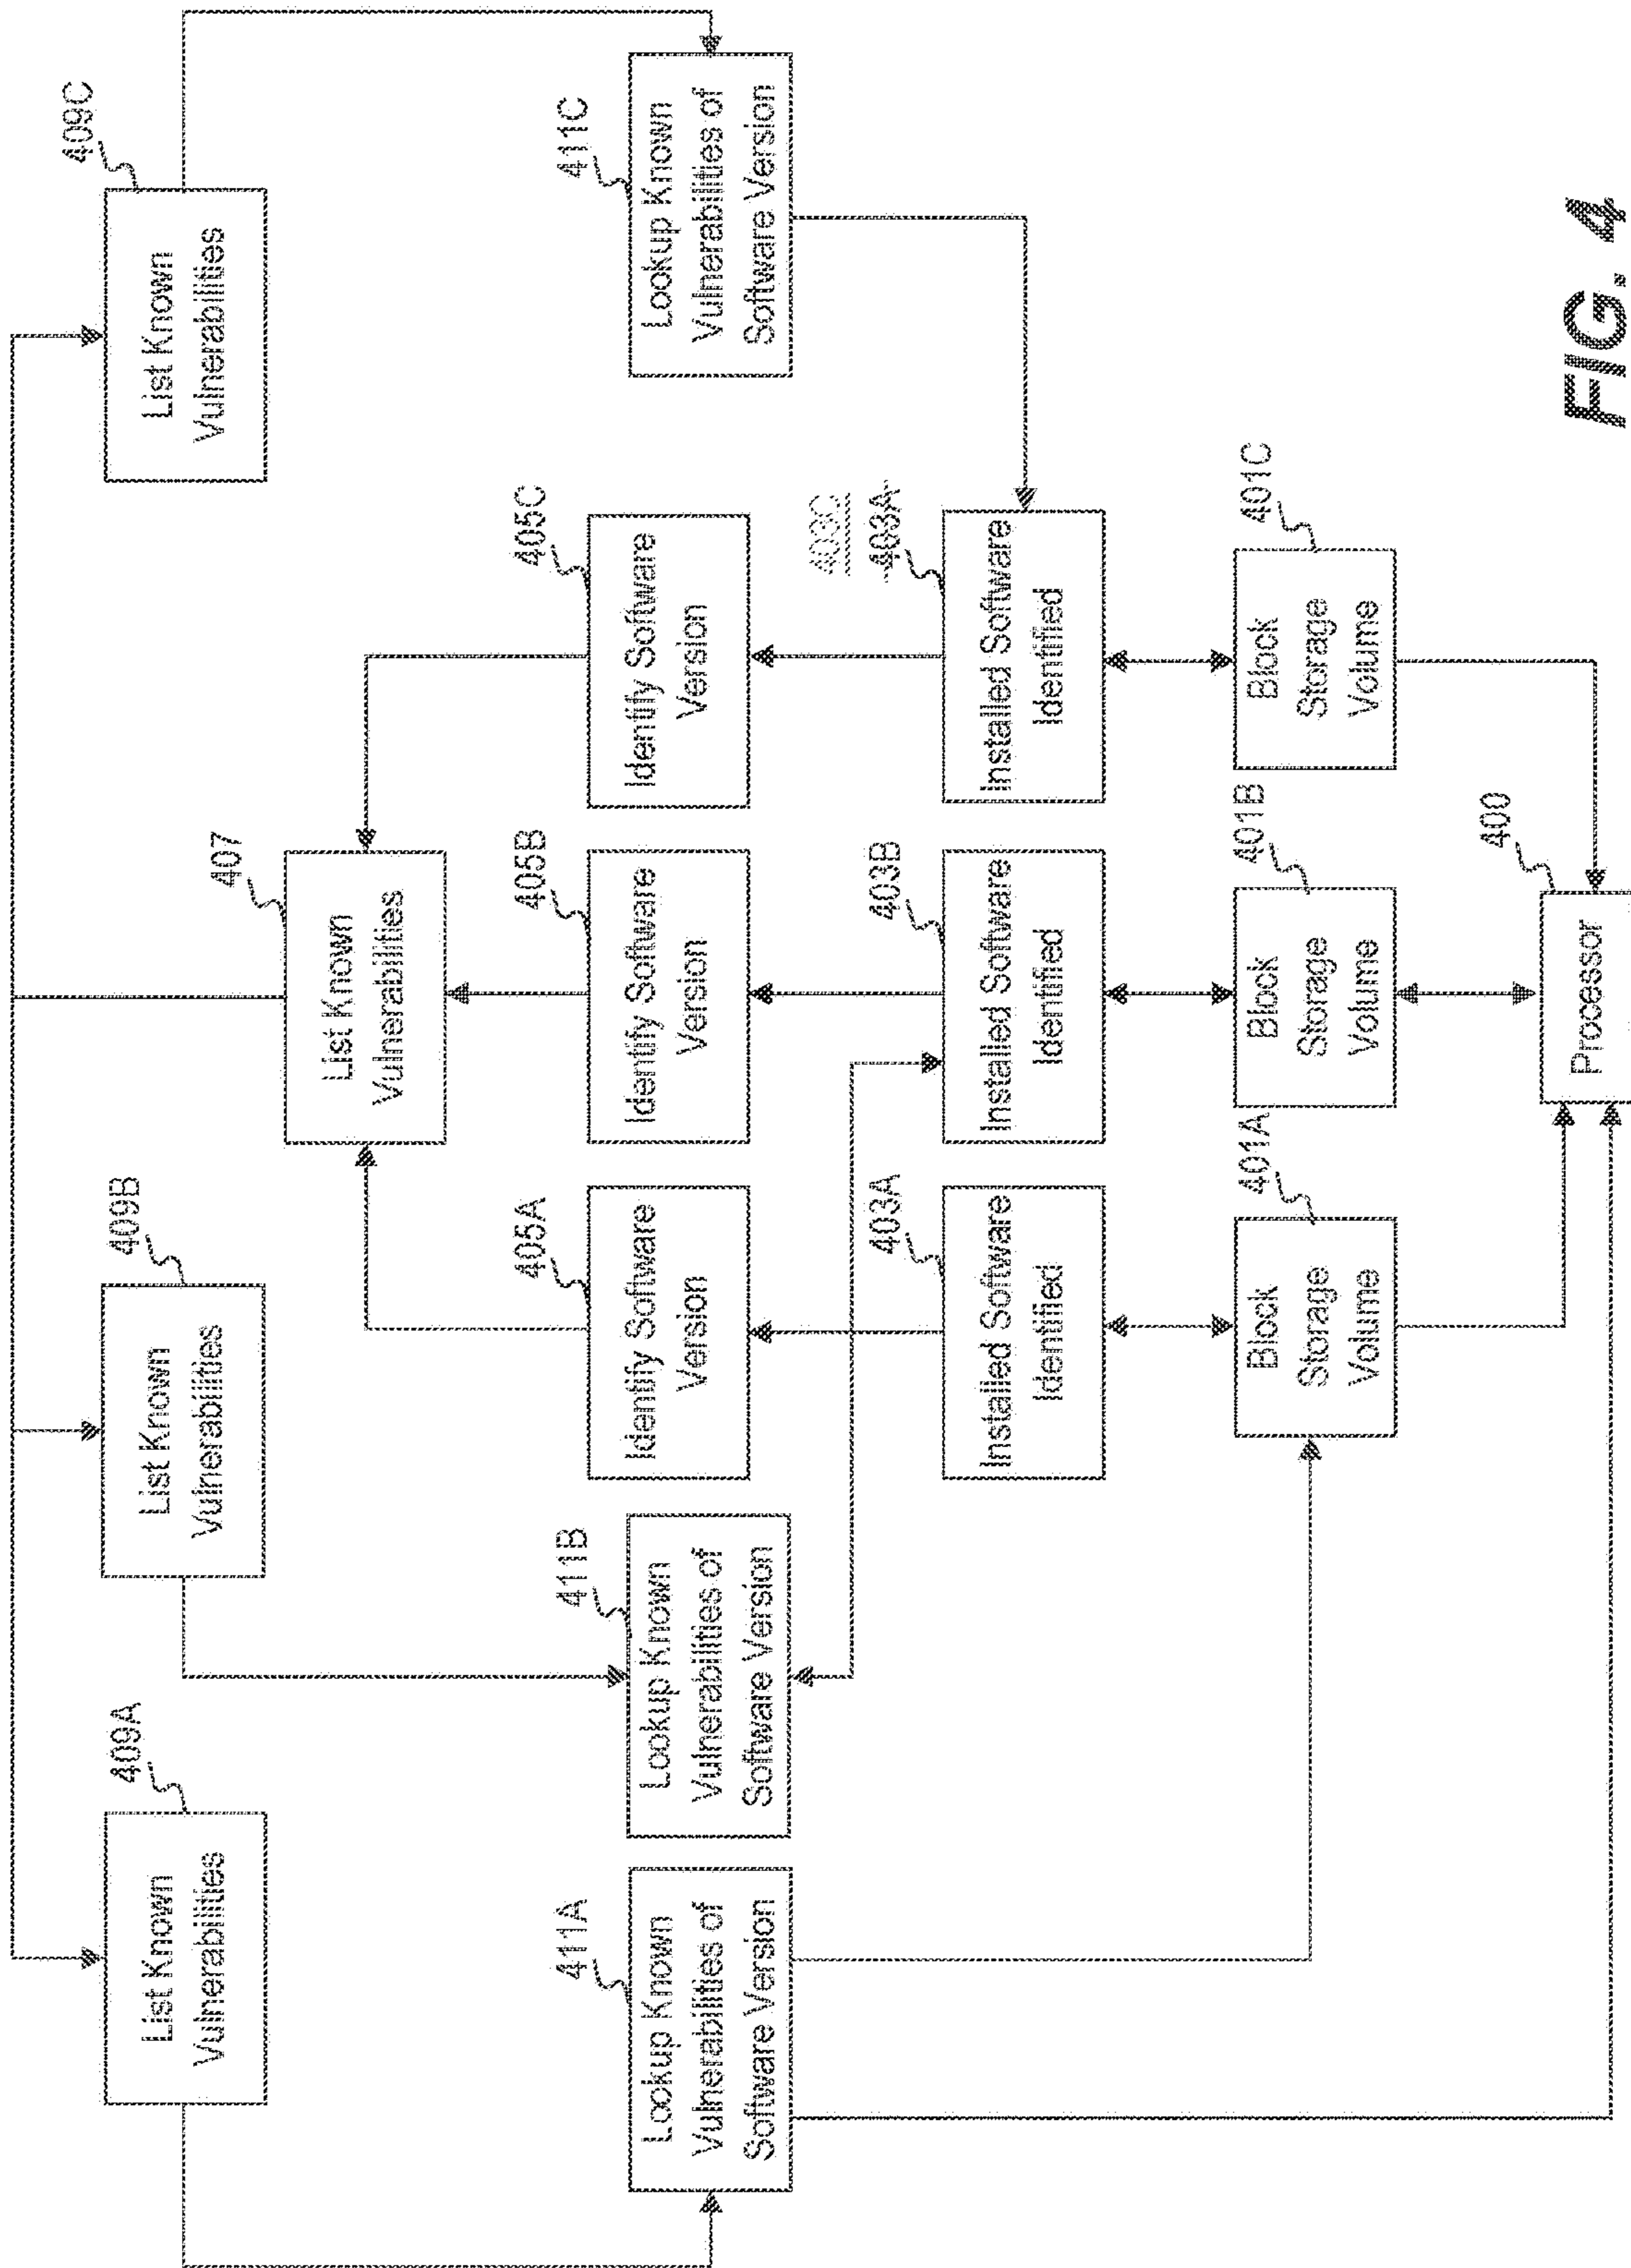 409A
List Known
Vulnerabilities
409B
List Known
Vulnerabilities
409C
List Known
Vulnerabilities
407
List Known
Vulnerabilities
411A
Lookup Known
Vulnerabilities of
Software Version
411B
Lookup Known
Vulnerabilities of
Software Version
405A
Identify Software
Version
405B
Identify Software
Version
405C
Identify Software
Version
411C
Lookup Known
Vulnerabilities of
Software Version
403A
Installed Software
Identified
403B
Installed Software
Identified
403C
403A
Installed Software
Identified
401A
Block
Storage
Volume
401B
Block
Storage
Volume
401C
Block
Storage
Volume
400
Processor
FIG. 4